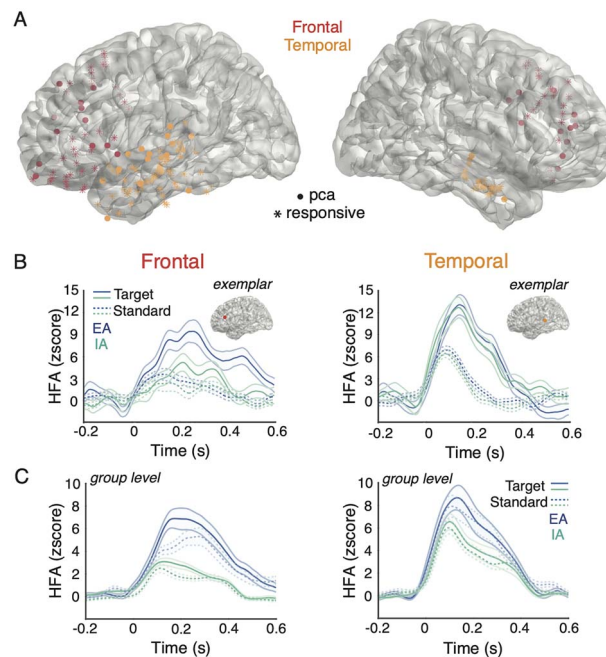 A
Frontal
Temporal
● pca
* responsive
B
Frontal
Temporal
HFA (zscore)
15
12
9
6
3
0
Target
Standard
EA
IA
exemplar
-0.2 0 0.2 0.4 0.6
Time (s)
HFA (zscore)
15
12
9
6
3
0
exemplar
-0.2 0 0.2 0.4 0.6
Time (s)
C
HFA (zscore)
10
8
6
4
2
0
group level
-0.2 0 0.2 0.4 0.6
Time (s)
HFA (zscore)
10
8
6
4
2
0
group level
Target
Standard
EA
IA
-0.2 0 0.2 0.4 0.6
Time (s)